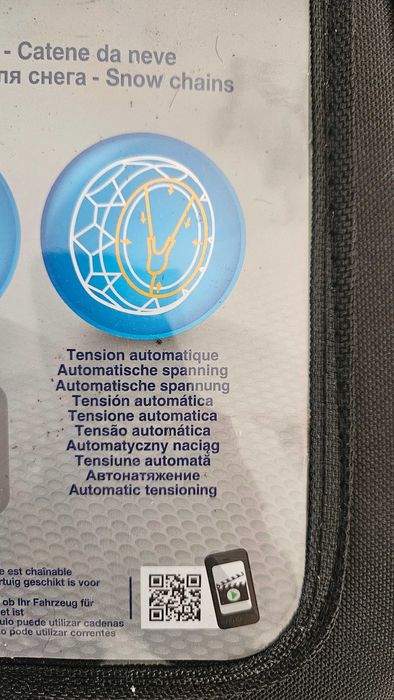 - Catene da neve
ля снега - Snow chains
Tension automatique
Automatische spanning
Automatische spannung
Tensión automática
Tensione automatica
Tensão automática
Automatyczny naciąg
Tensiune automată
Автонатяжение
Automatic tensioning
e est chaînable
rtuig geschikt is voor
ob Ihr Fahrzeug für
et ist
ulo puede utilizar cadenas
o pode utilizar correntes